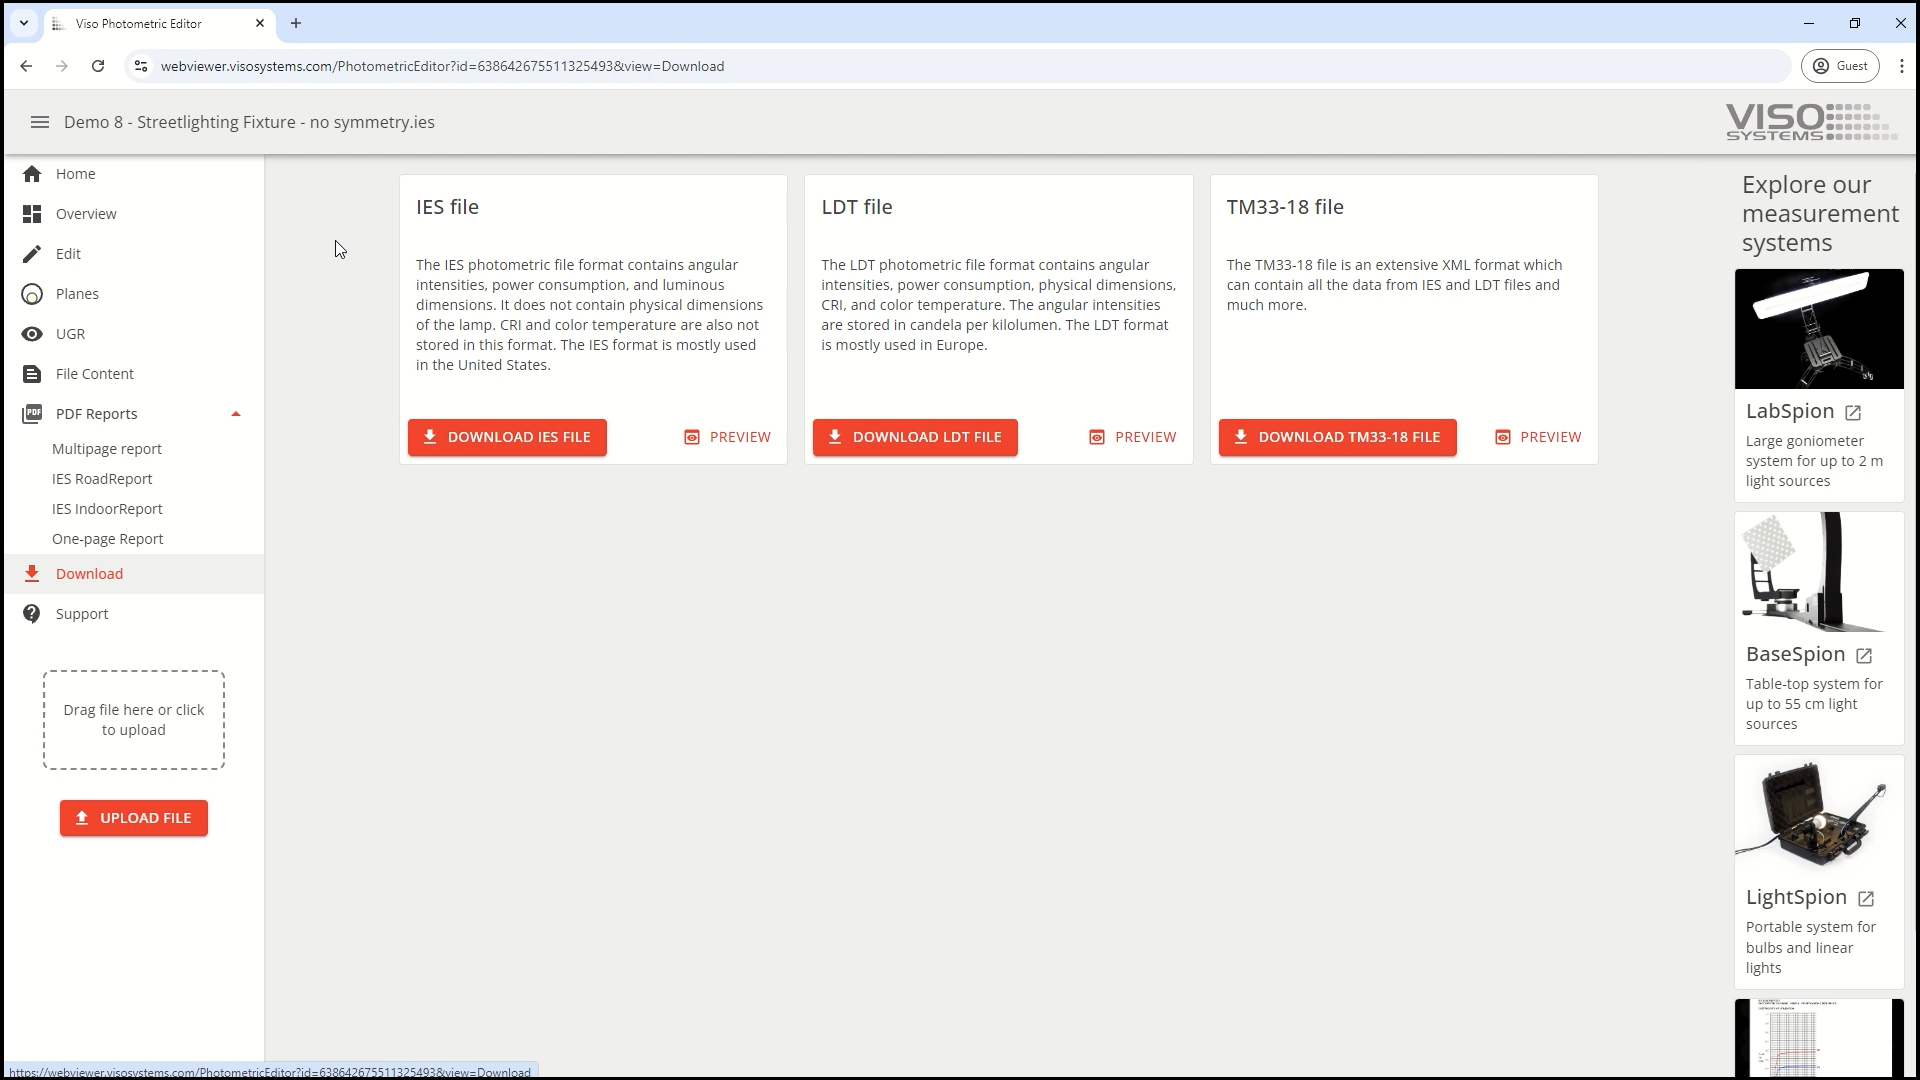 Viso Photometric Editor
webviewer.visosystems.com/PhotometricEditor?id=638642675511325493&view=Download
Guest
Demo 8 - Streetlighting Fixture - no symmetry.ies
VISO
SYSTEMS
Home
Overview
Edit
Planes
UGR
File Content
PDF
PDF Reports
Multipage report
IES RoadReport
IES IndoorReport
One-page Report
Download
Support
Drag file here or click
to upload
UPLOAD FILE
IES file
The IES photometric file format contains angular
intensities, power consumption, and luminous
dimensions. It does not contain physical dimensions
of the lamp. CRI and color temperature are also not
stored in this format. The IES format is mostly used
in the United States.
DOWNLOAD IES FILE
PREVIEW
LDT file
The LDT photometric file format contains angular
intensities, power consumption, physical dimensions,
CRI, and color temperature. The angular intensities
are stored in candela per kilolumen. The LDT format
is mostly used in Europe.
DOWNLOAD LDT FILE
PREVIEW
TM33-18 file
The TM33-18 file is an extensive XML format which
can contain all the data from IES and LDT files and
much more.
DOWNLOAD TM33-18 FILE
PREVIEW
Explore our
measurement
systems
LabSpion
Large goniometer
system for up to 2 m
light sources
BaseSpion
Table-top system for
up to 55 cm light
sources
LightSpion
Portable system for
bulbs and linear
lights
https://webviewer.visosystems.com/PhotometricEditor?id=638642675511325493&view=Download